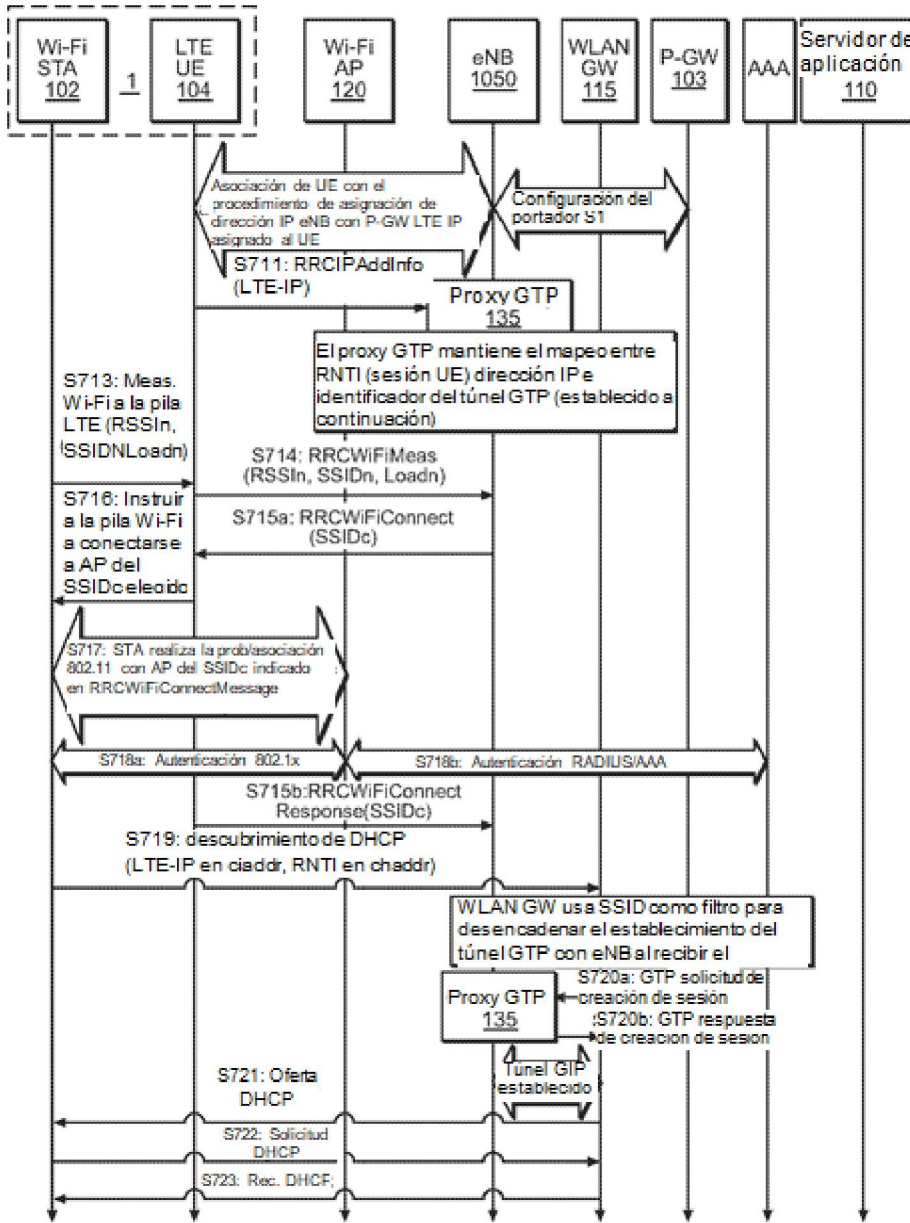 Wi-Fi
STA
102
1
LTE
UE
104
Wi-Fi
AP
120
eNB
1050
WLAN
GW
115
P-GW
103
AAA
Servidor de
aplicación
110
Asociación de UE con el
procedimiento de asignación de
dirección IP eNB con P-GW LTE IP
asignado al UE
Configuración del
portador S1
S711: RRCIPAddInfo
(LTE-IP)
Proxy GTP
135
El proxy GTP mantiene el mapeo entre
RNTI (sesión UE) dirección IP e
identificador del túnel GTP (establecido a
continuación)
S713: Meas.
Wi-Fi a la pila
LTE (RSSIn,
SSIDNLoadn)
S714: RRCWiFiMeas
(RSSIn, SSIDn, Loadn)
S716: Instruir
a la pila Wi-Fi
a conectarse
a AP del
SSIDc elecido
S715a: RRCWiFiConnect
(SSIDc)
S717: STA realiza la prob/asociación
802.11 con AP del SSIDc indicado
en RRCWiFiConnectMessage
S718a: Autenticación 802.1x
S718b: Autenticación RADIUS/AAA
S715b:RRCWiFiConnect
Response(SSIDc)
S719: descubrimiento de DHCP
(LTE-IP en ciaddr, RNTI en chaddr)
WLAN GW usa SSID como filtro para
desencadenar el establecimiento del
túnel GTP con eNB al recibir el
S720a: GTP solicitud de
creación de sesión
Proxy GTP
135
S720b: GTP respuesta
de creacion de sesion
Túnel GIP
establecido
S721: Oferta
DHCP
S722: Solicitud
DHCP
S723: Rec. DHCF;